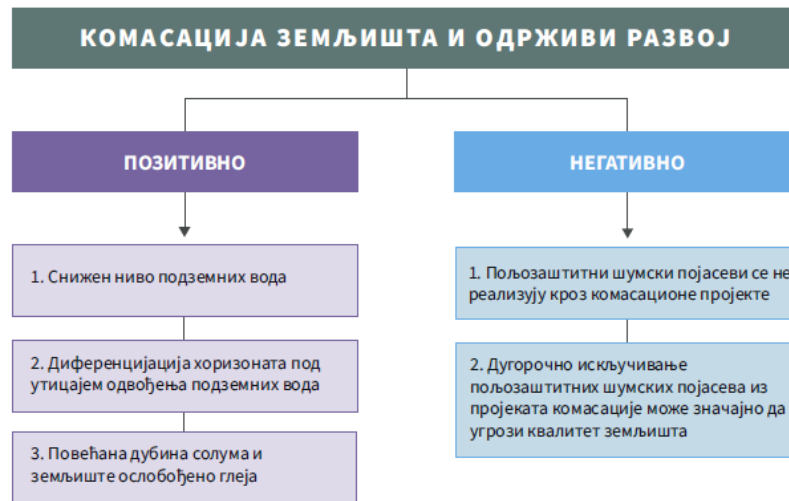 КОМАСАЦИЈА ЗЕМЉИШТА И ОДРЖИВИ РАЗВОЈ
ПОЗИТИВНО
1. Снижен ниво подземних вода
2. Диференцијација хоризоната под
утицајем одвођења подземних вода
3. Повећана дубина солума и
земљиште ослобођено глеја
НЕГАТИВНО
1. Пољозаштитни шумски појасеви се не
реализују кроз комасационе пројекте
2. Дугорочно искључивање
пољозаштитних шумских појасева из
пројеката комасације може значајно да
угрози квалитет земљишта